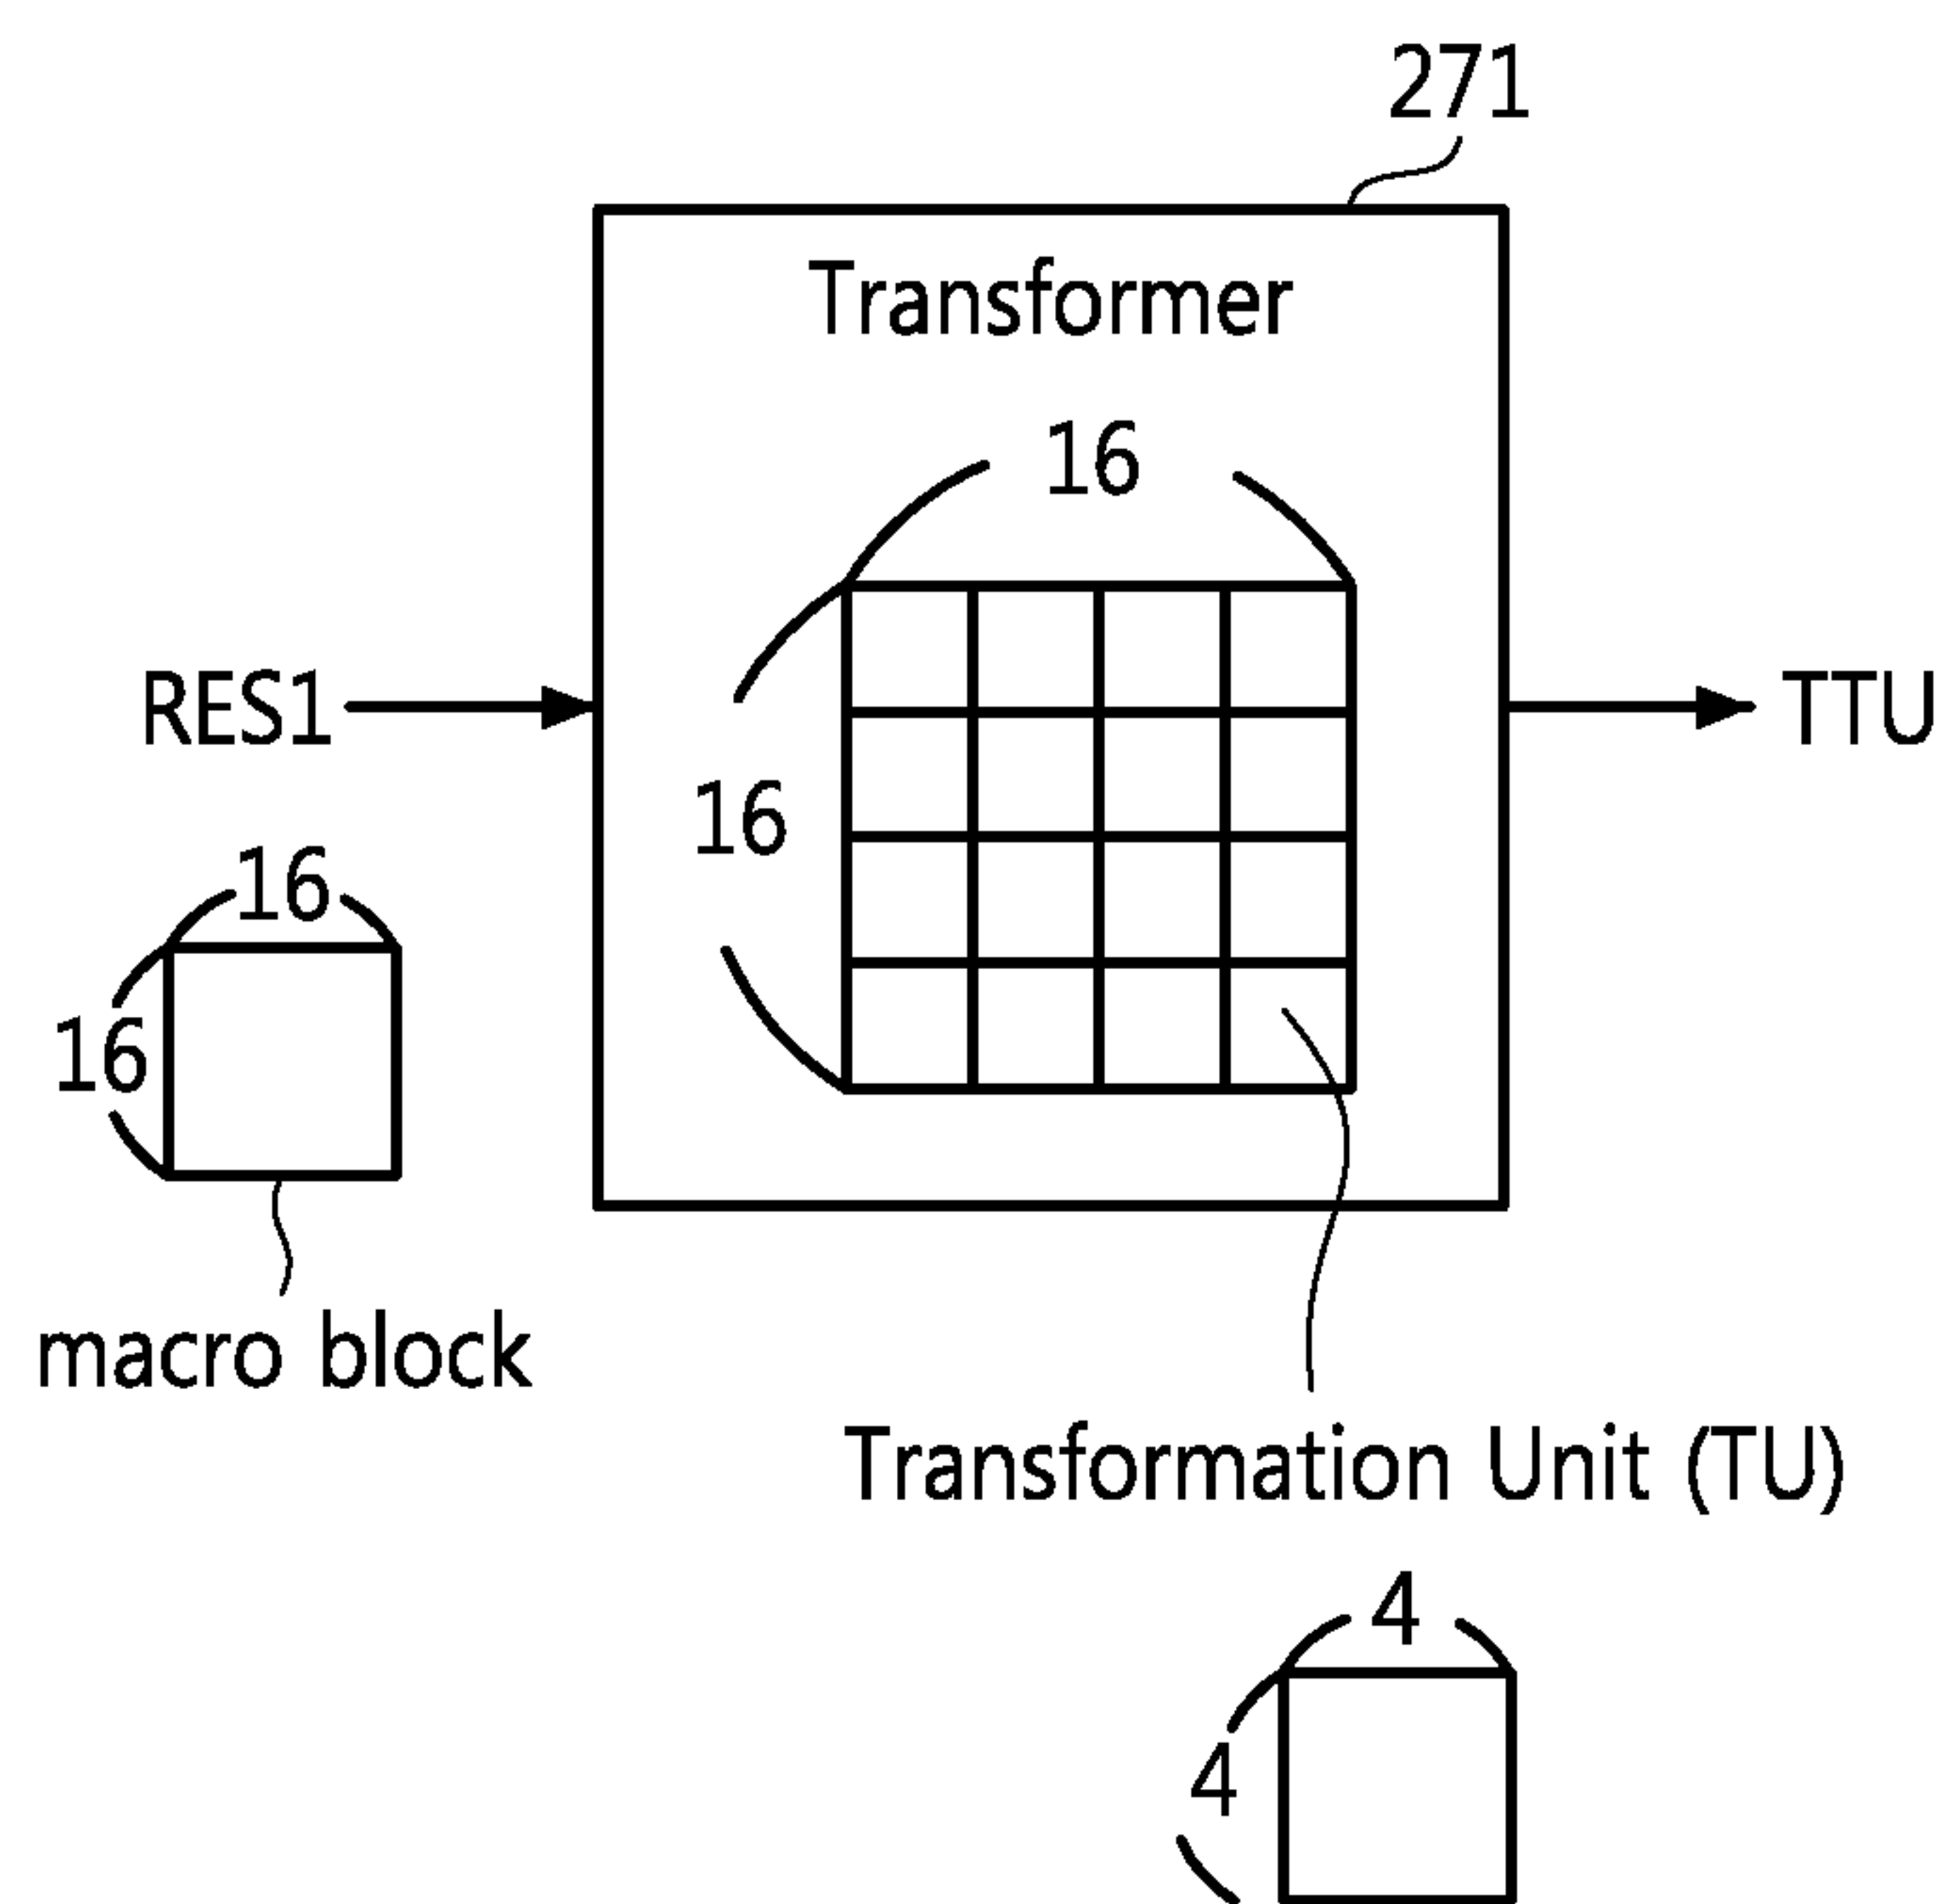 271
Transformer
16
RES1
TTU
16
16
16
macro block
Transformation Unit (TU)
4
4